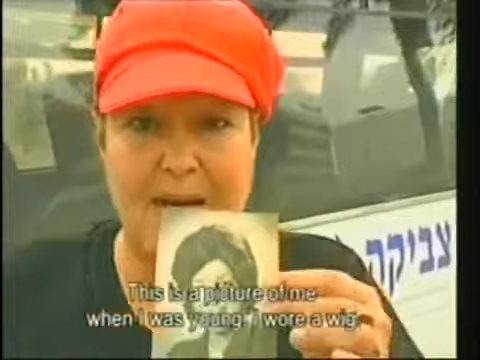 צביקה
This is a picture of me
when I was young. I wore a wig.